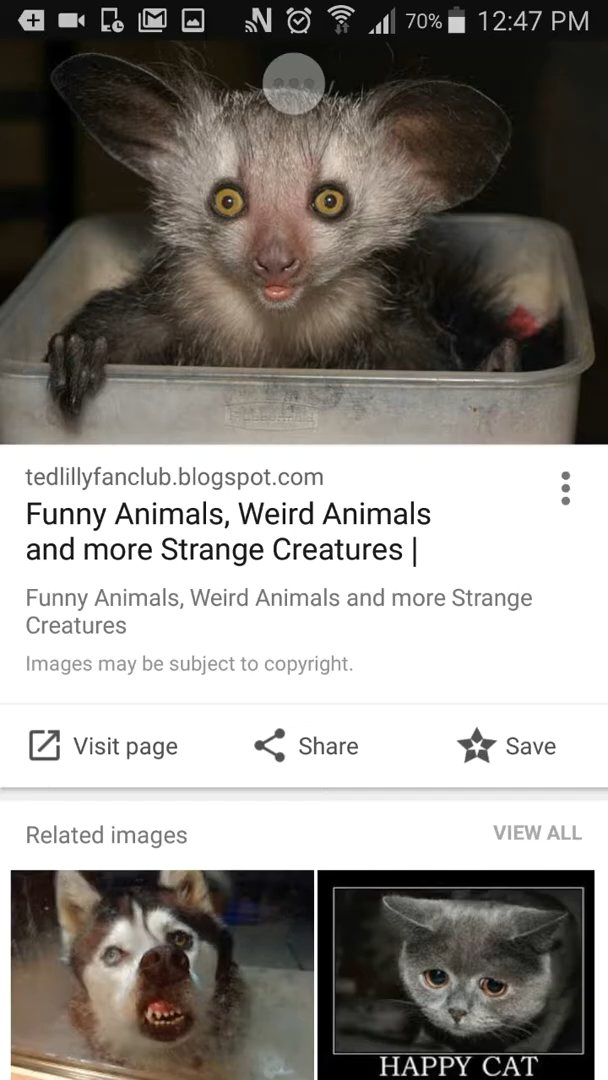 70% 12:47 PM
tedlillyfanclub.blogspot.com
Funny Animals, Weird Animals
and more Strange Creatures |
Funny Animals, Weird Animals and more Strange
Creatures
Images may be subject to copyright.
Visit page Share Save
Related images VIEW ALL
HAPPY CAT